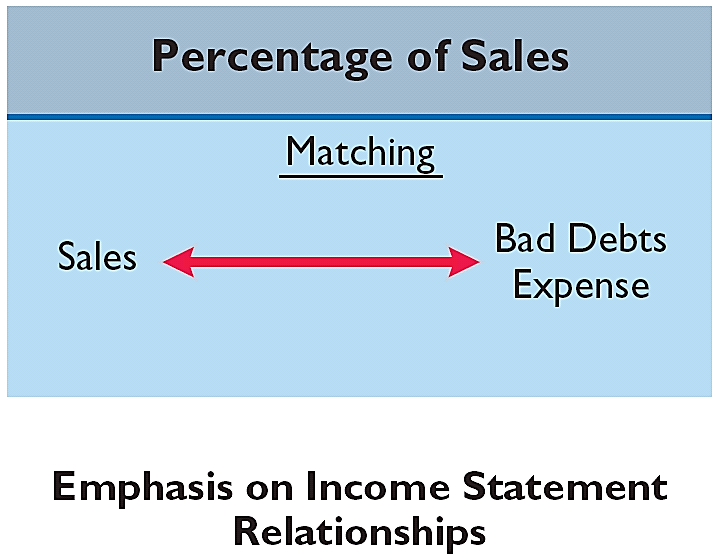 Percentage of Sales
Matching
Sales
Bad Debts
Expense
Emphasis on Income Statement
Relationships